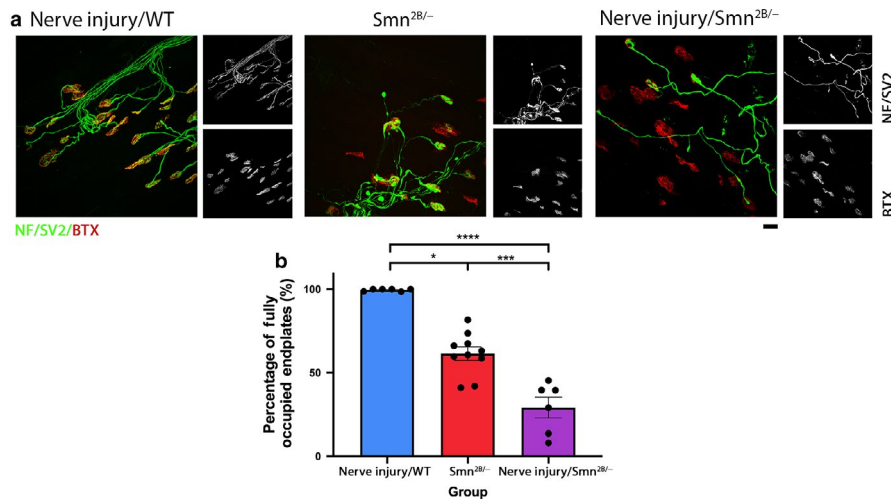 a Nerve injury/WT Smn2B/– Nerve injury/Smn2B/–
NF/SV2
BTX
NF/SV2/BTX
b
**** 
* ***
Percentage of fully
occupied endplates (%)
100
50
0
Nerve injury/WT Smn2B/– Nerve injury/Smn2B/–
Group